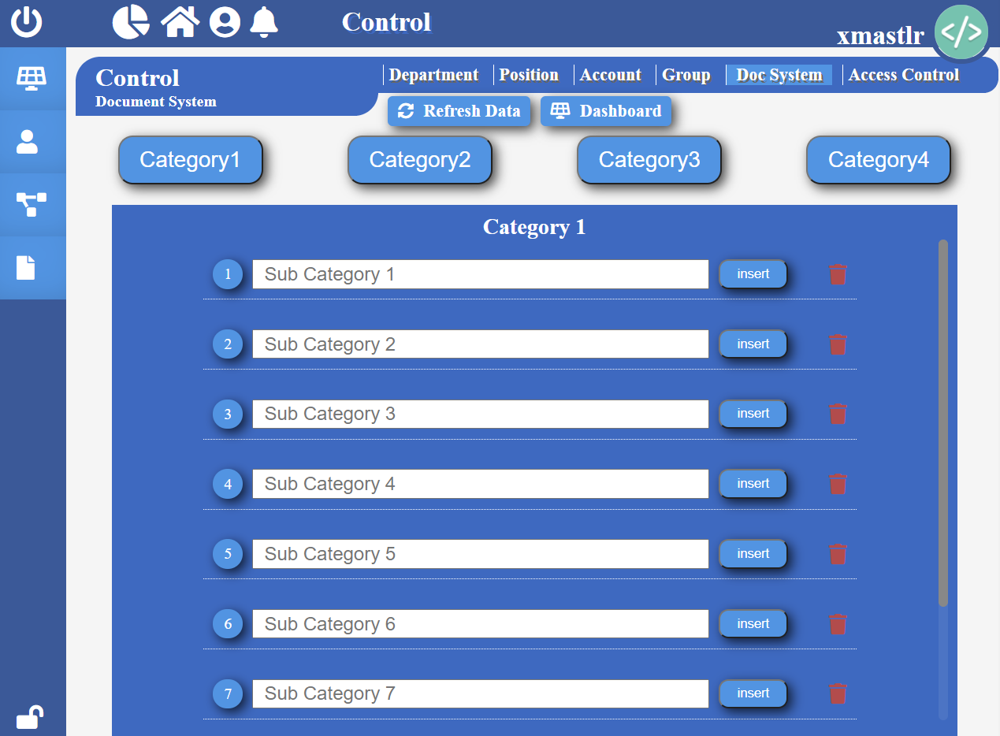 Control
xmastlr
</>
Control
Document System
Department Position Account Group Doc System Access Control
Refresh Data Dashboard
Category1 Category2 Category3 Category4
Category 1
1 Sub Category 1 insert
2 Sub Category 2 insert
3 Sub Category 3 insert
4 Sub Category 4 insert
5 Sub Category 5 insert
6 Sub Category 6 insert
7 Sub Category 7 insert